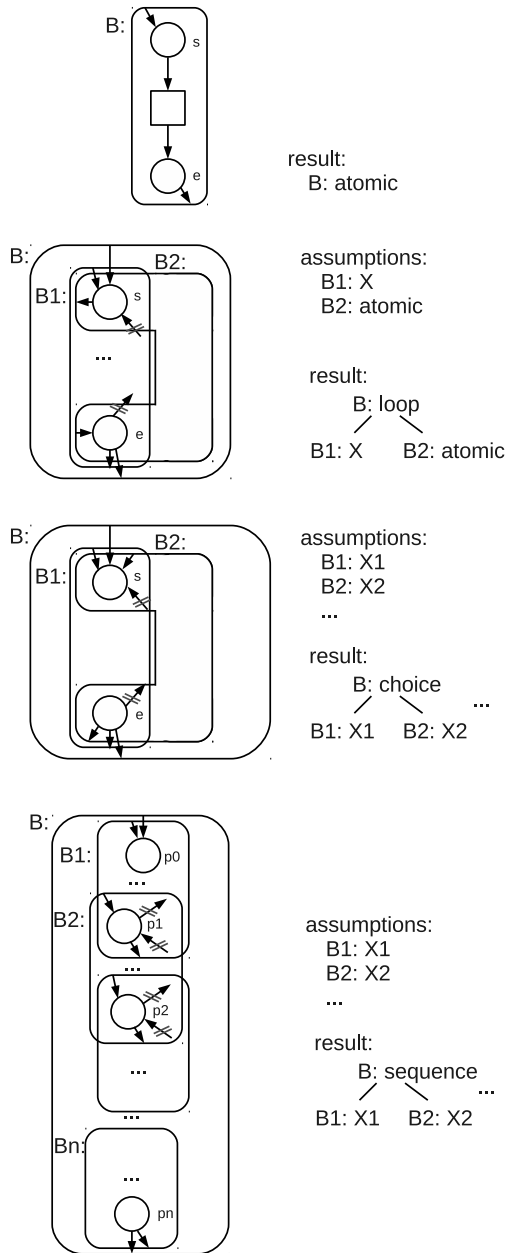 B:
s
e
result:
B: atomic
B:
B2:
B1:
s
...
e
assumptions:
B1: X
B2: atomic
result:
B: loop
B1: X B2: atomic
B:
B2:
B1:
s
e
assumptions:
B1: X1
B2: X2
...
result:
B: choice
...
B1: X1 B2: X2
B:
B1:
p0
...
B2:
p1
...
p2
...
...
Bn:
...
pn
assumptions:
B1: X1
B2: X2
...
result:
B: sequence
...
B1: X1 B2: X2